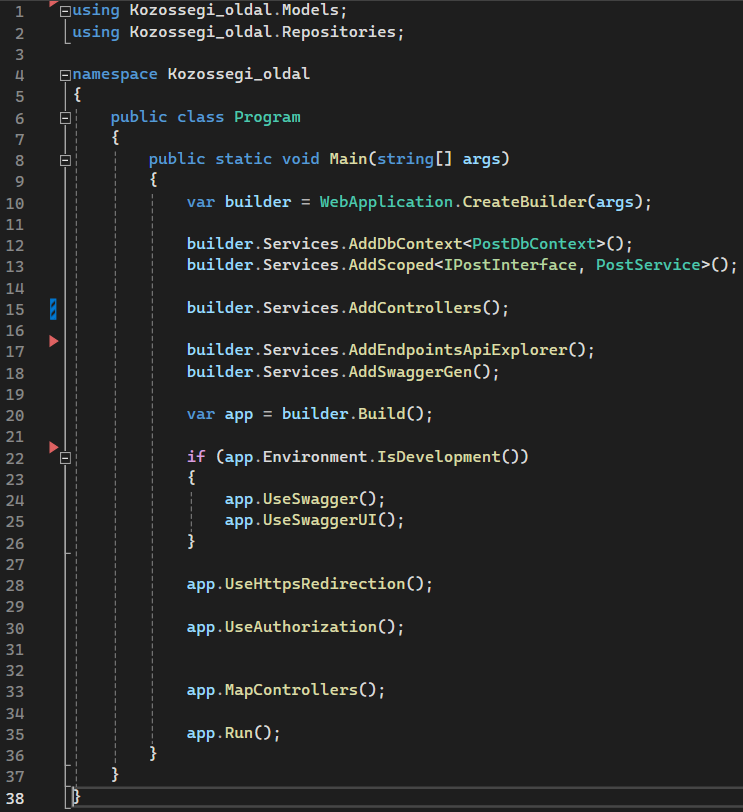 1 using Kozossegi_oldal.Models;
2 using Kozossegi_oldal.Repositories;
3
4 namespace Kozossegi_oldal
5 {
6     public class Program
7     {
8         public static void Main(string[] args)
9         {
10             var builder = WebApplication.CreateBuilder(args);
11
12             builder.Services.AddDbContext<PostDbContext>();
13             builder.Services.AddScoped<IPostInterface, PostService>();
14
15             builder.Services.AddControllers();
16
17             builder.Services.AddEndpointsApiExplorer();
18             builder.Services.AddSwaggerGen();
19
20             var app = builder.Build();
21
22             if (app.Environment.IsDevelopment())
23             {
24                 app.UseSwagger();
25                 app.UseSwaggerUI();
26             }
27
28             app.UseHttpsRedirection();
29
30             app.UseAuthorization();
31
32
33             app.MapControllers();
34
35             app.Run();
36         }
37     }
38 }